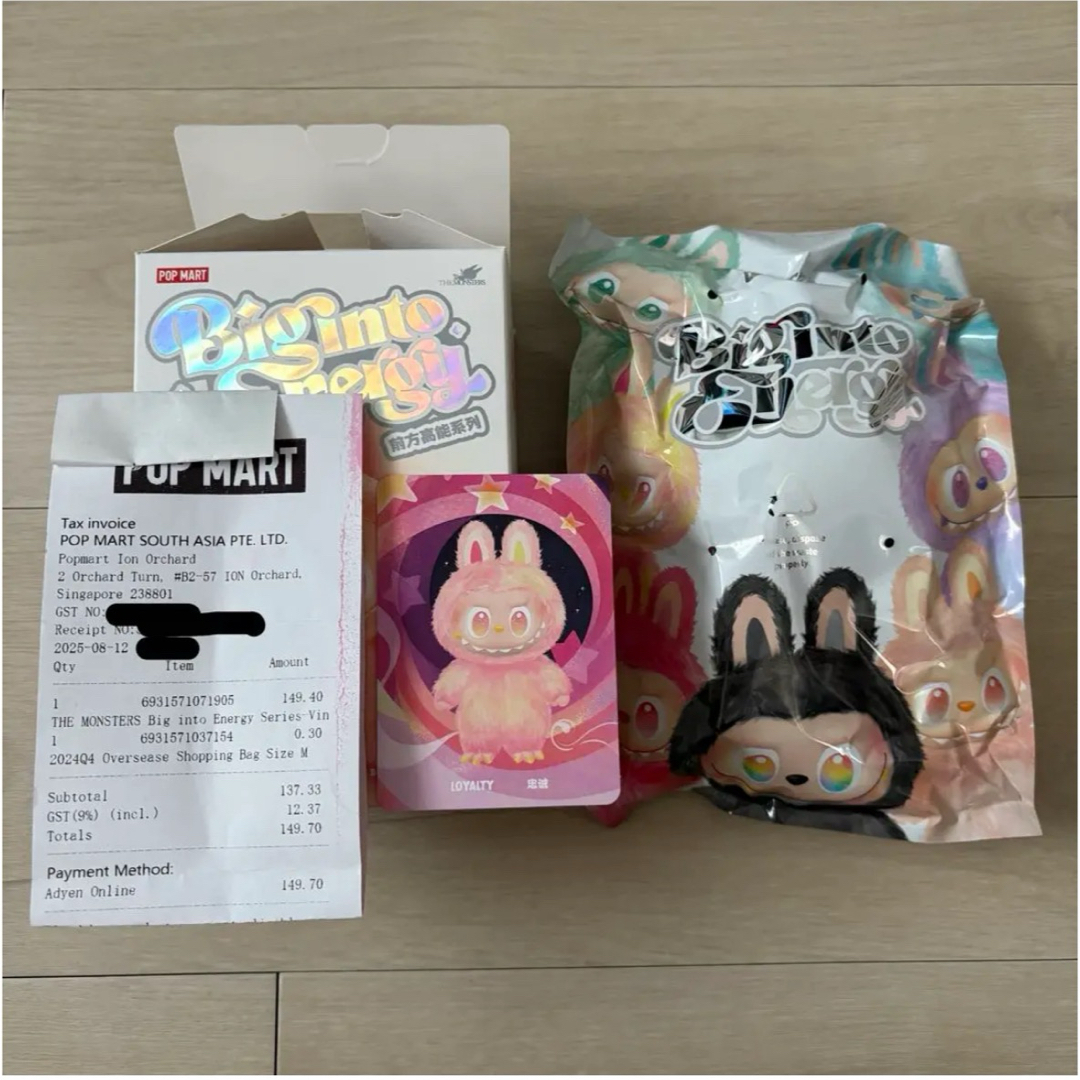 POP MART
THE MONSTERS
Big into
Energy
前方高能系列
POP MART
Tax invoice
POP MART SOUTH ASIA PTE. LTD.
Popmart Ion Orchard
2 Orchard Turn, #B2-57 ION Orchard,
Singapore 238801
GST NO:
Receipt NO:
2025-08-12
Qty Item Amount
1 6931571071905 149.40
THE MONSTERS Big into Energy Series-Vin
1 6931571037154 0.30
2024Q4 Oversease Shopping Bag Size M
Subtotal 137.33
GST(9%) (incl.) 12.37
Totals 149.70
Payment Method:
Adyen Online 149.70
LOYALTY 忠诚
Big into
Energy